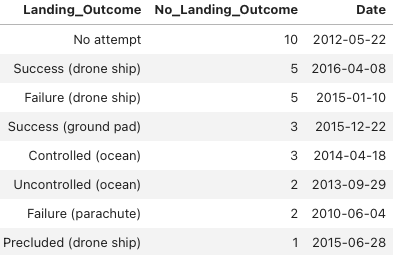 Landing_Outcome No_Landing_Outcome Date
No attempt 10 2012-05-22
Success (drone ship) 5 2016-04-08
Failure (drone ship) 5 2015-01-10
Success (ground pad) 3 2015-12-22
Controlled (ocean) 3 2014-04-18
Uncontrolled (ocean) 2 2013-09-29
Failure (parachute) 2 2010-06-04
Precluded (drone ship) 1 2015-06-28